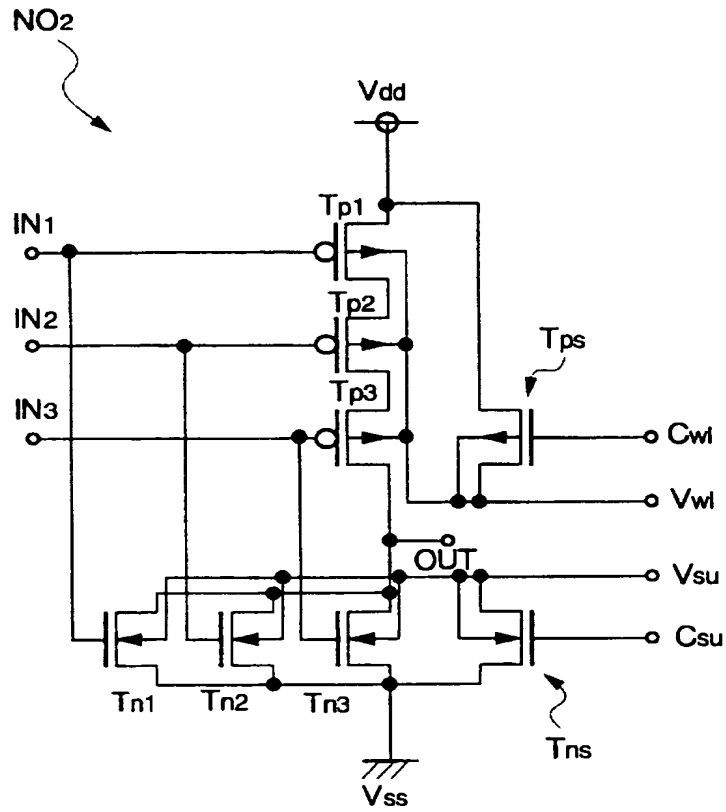 NO2
Vdd
Tp1
IN1
Tp2
IN2
Tps
Tp3
IN3
Cwl
Vwl
OUT
Vsu
Csu
Tn1
Tn2
Tn3
Tns
Vss